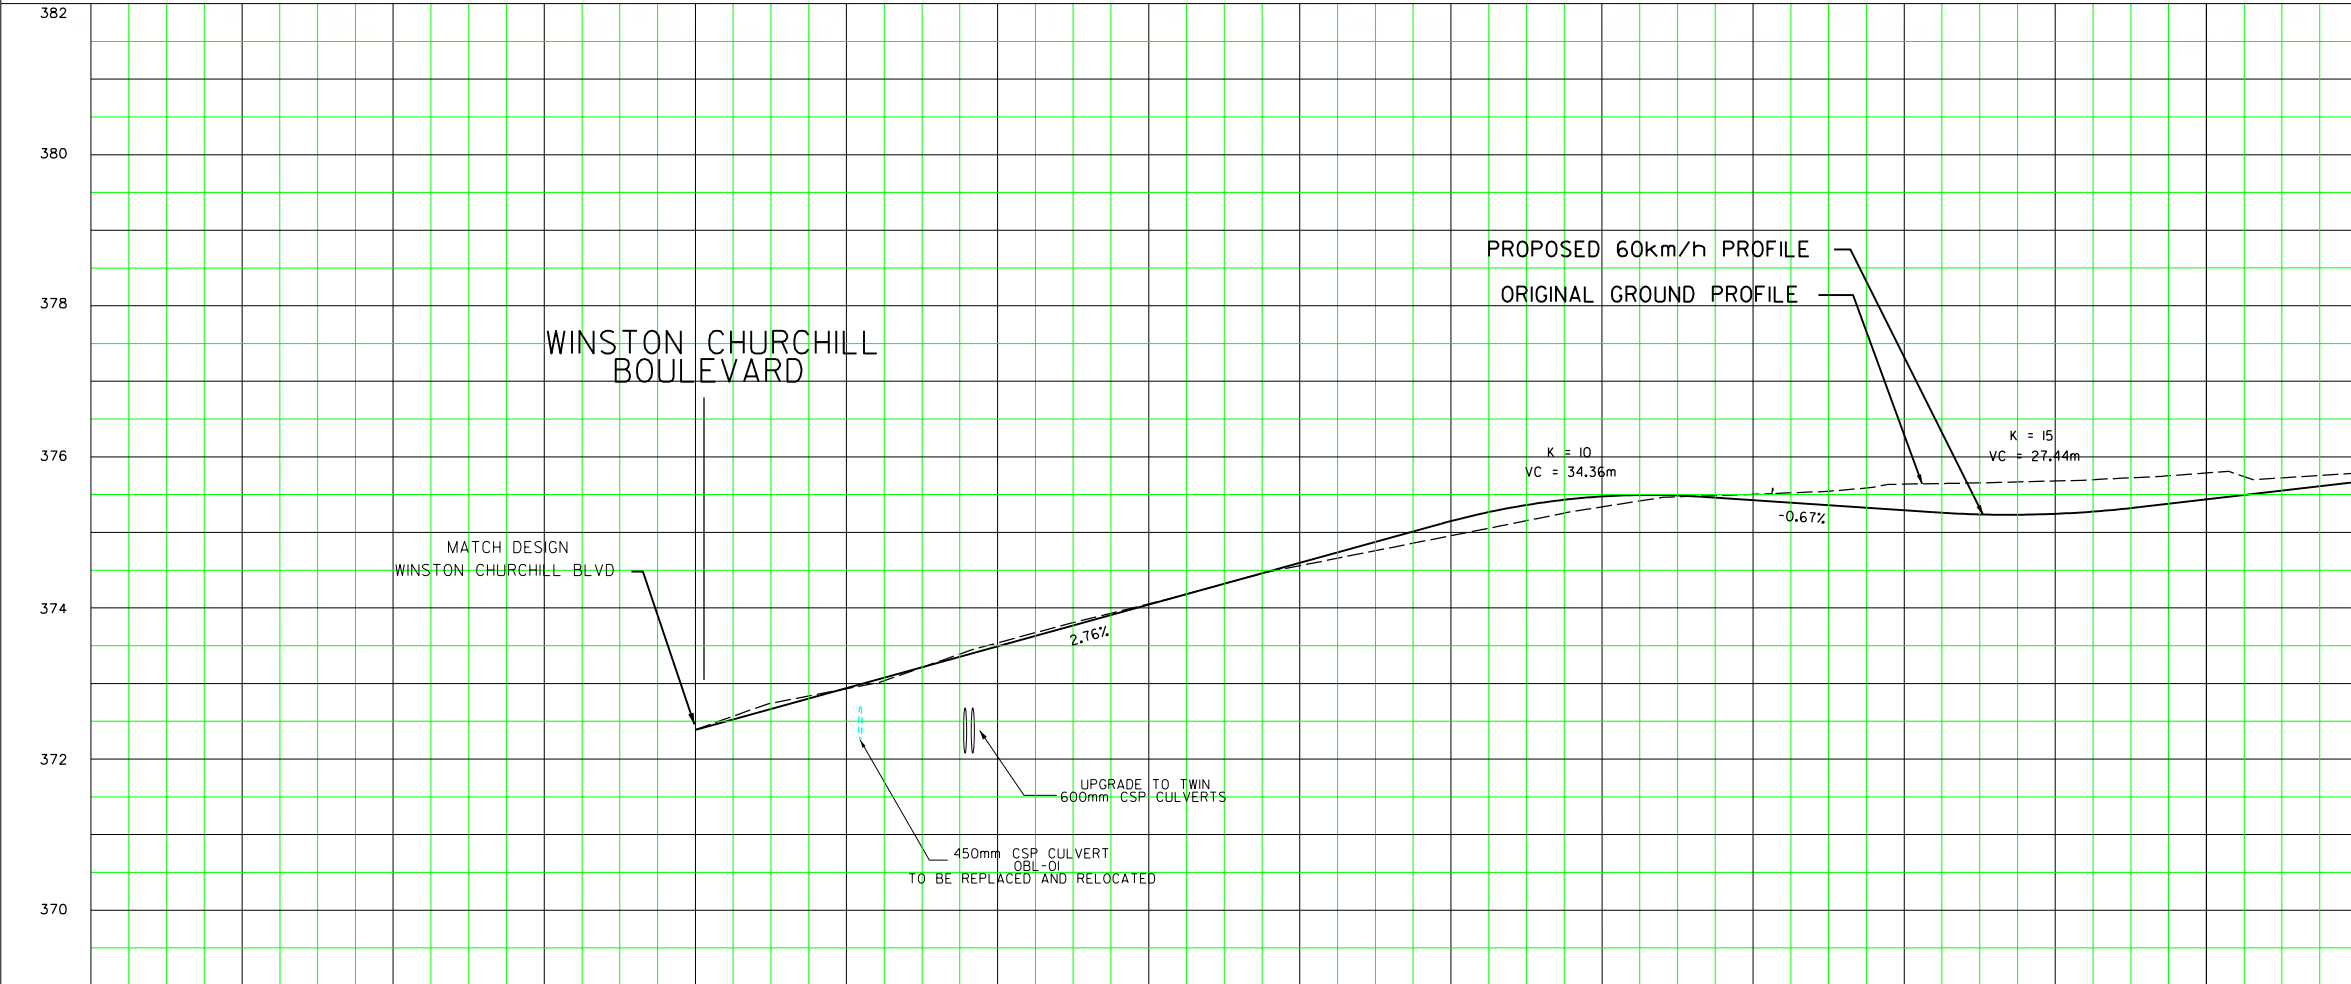 382
380
378
376
374
372
370
PROPOSED 60km/h PROFILE
ORIGINAL GROUND PROFILE
WINSTON CHURCHILL
BOULEVARD
K = 10
VC = 34.36m
K = 15
VC = 27.44m
-0.67%
MATCH DESIGN
WINSTON CHURCHILL BLVD
2.76%
UPGRADE TO TWIN
600mm CSP CULVERTS
450mm CSP CULVERT
OBL-01
TO BE REPLACED AND RELOCATED